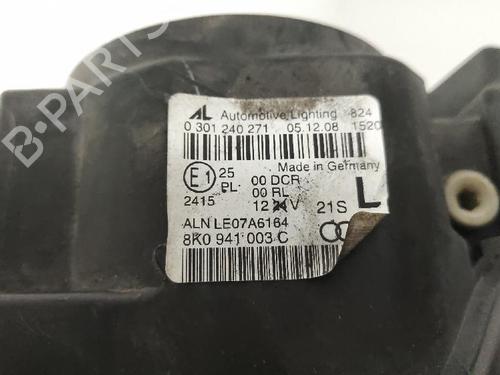 B-PARTS
AL Automotive Lighting 824
0 301 240 271 05.12.08 1520
Made in Germany
E1 25 00 DCR
PL 00 RL
2415 12 V 21S L
ALN LE07A6164
8K0 941 003 C